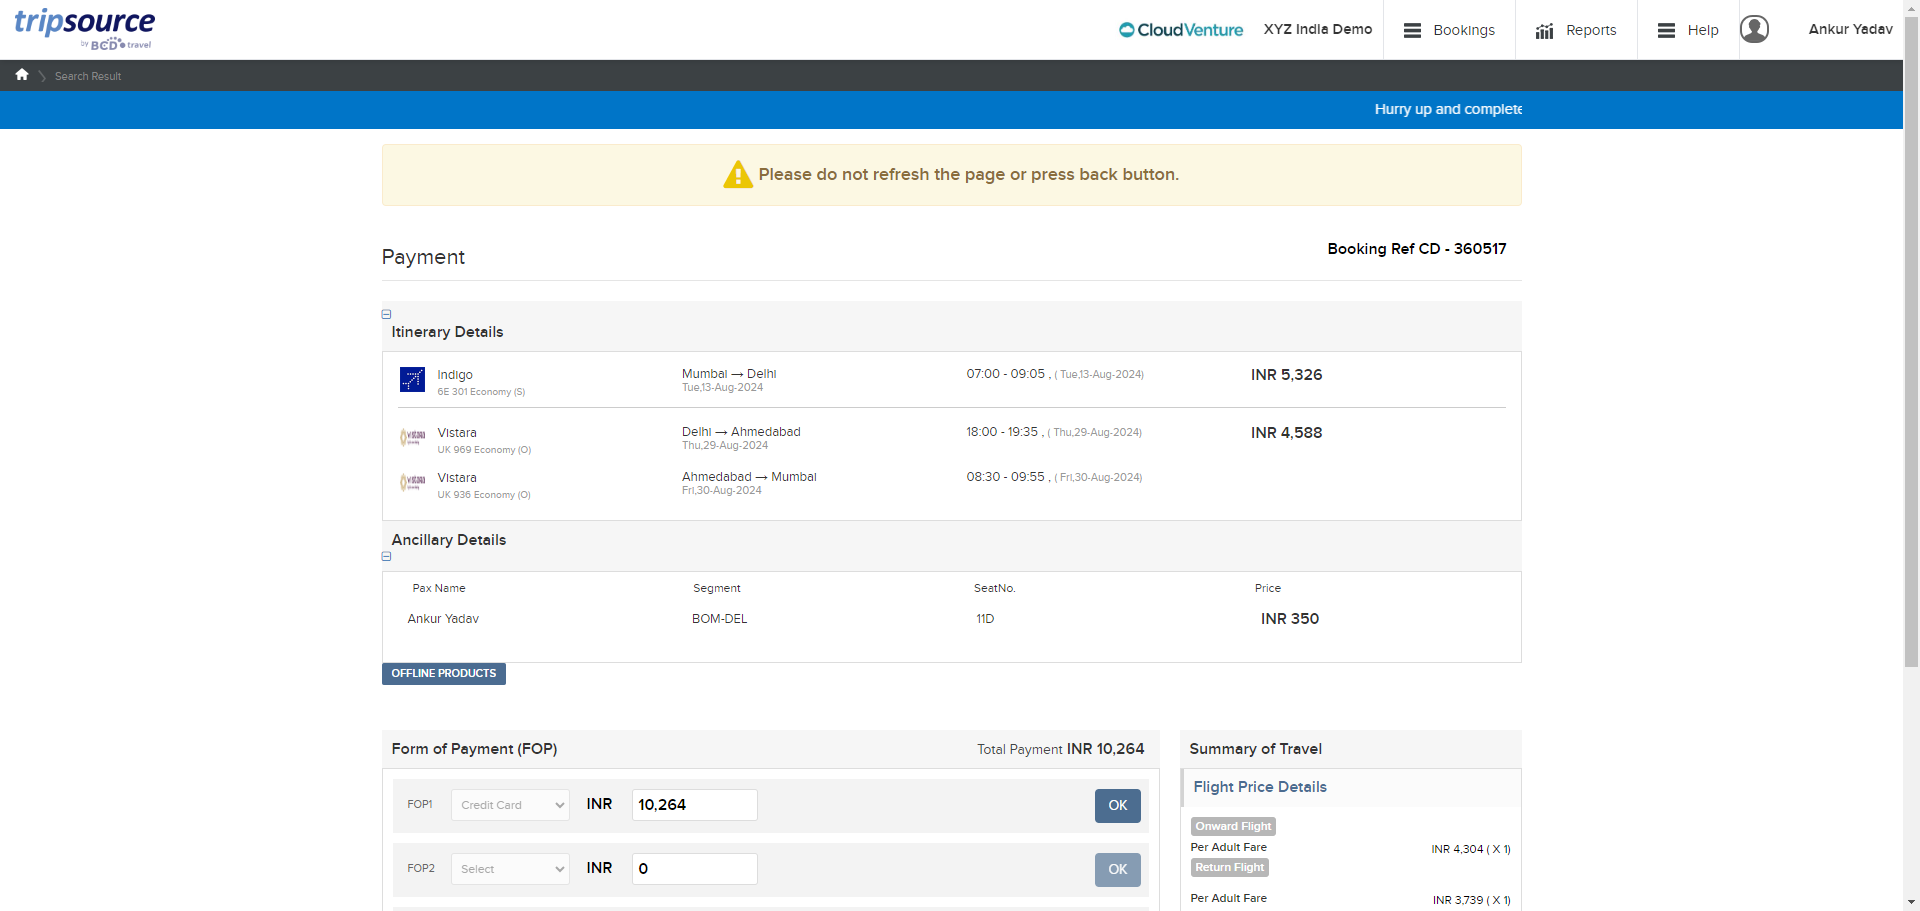 tripsource
by BCD travel
CloudVenture
XYZ India Demo
Bookings
Reports
Help
Ankur Yadav
Search Result
Hurry up and complete
Please do not refresh the page or press back button.
Payment
Booking Ref CD - 360517
Itinerary Details
Indigo
6E 301 Economy (S)
Mumbai → Delhi
Tue,13-Aug-2024
07:00 - 09:05 , ( Tue,13-Aug-2024)
INR 5,326
Vistara
UK 969 Economy (O)
Delhi → Ahmedabad
Thu,29-Aug-2024
18:00 - 19:35 , ( Thu,29-Aug-2024)
INR 4,588
Vistara
UK 936 Economy (O)
Ahmedabad → Mumbai
Fri,30-Aug-2024
08:30 - 09:55 , ( Fri,30-Aug-2024)
Ancillary Details
Pax Name Segment SeatNo. Price
Ankur Yadav BOM-DEL 11D INR 350
OFFLINE PRODUCTS
Form of Payment (FOP)
Total Payment INR 10,264
FOP1 Credit Card INR 10,264 OK
FOP2 Select INR 0 OK
Summary of Travel
Flight Price Details
Onward Flight
Per Adult Fare INR 4,304 ( X 1)
Return Flight
Per Adult Fare INR 3,739 ( X 1)